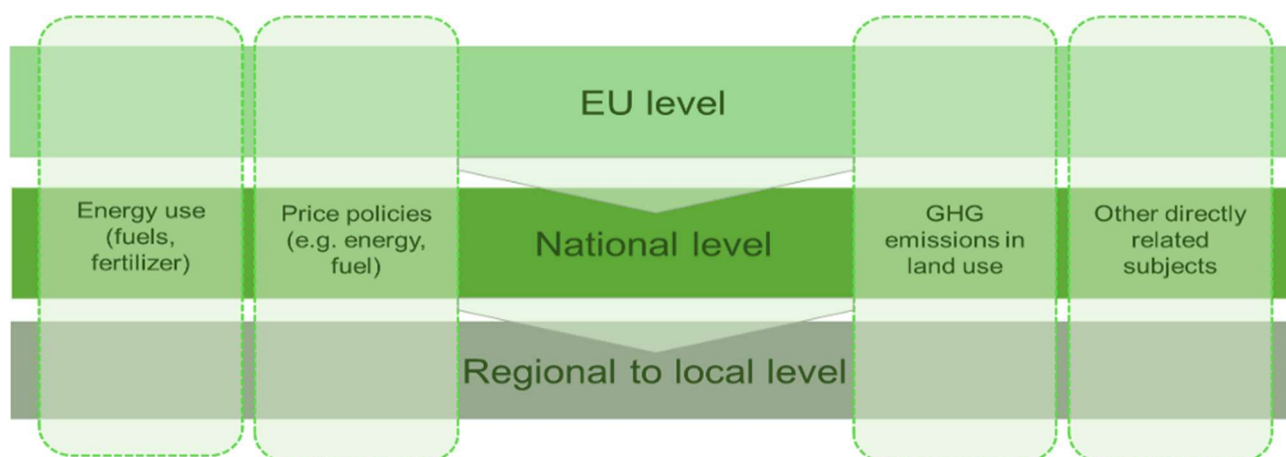 EU level
Energy use
(fuels,
fertilizer)
Price policies
(e.g. energy,
fuel)
National level
GHG
emissions in
land use
Other directly
related
subjects
Regional to local level